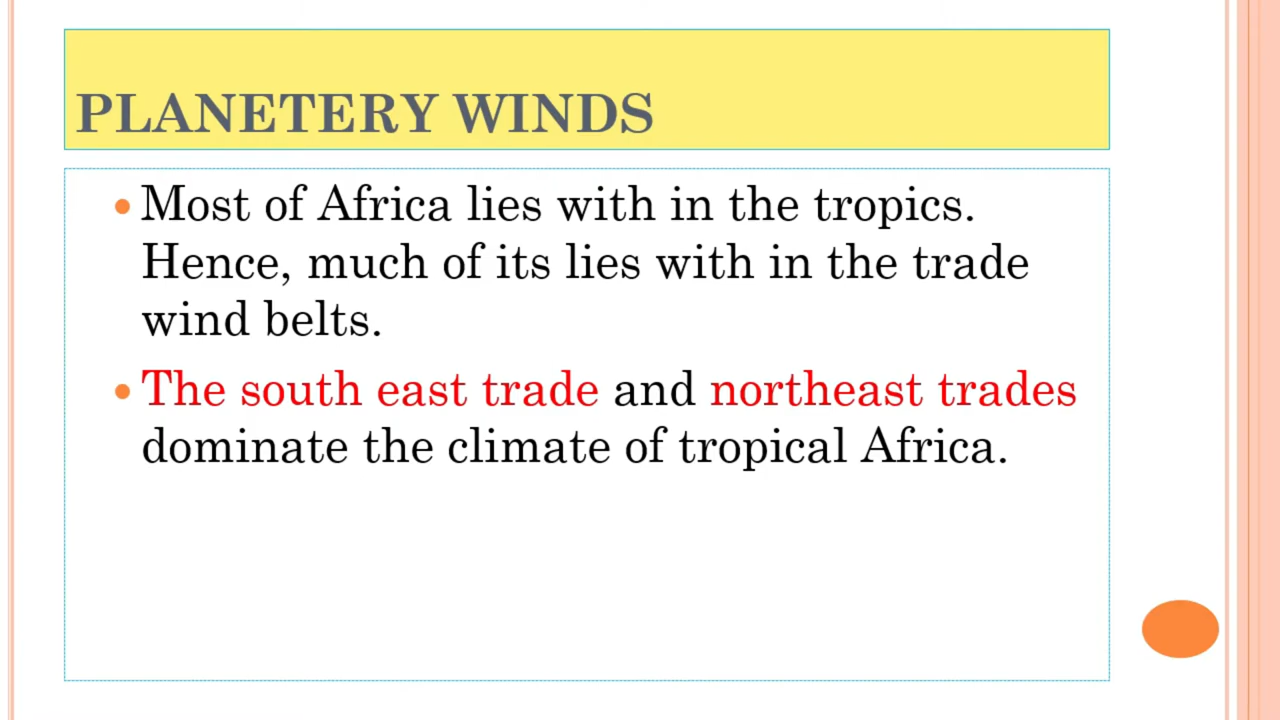 PLANETERY WINDS
• Most of Africa lies with in the tropics.
Hence, much of its lies with in the trade
wind belts.
• The south east trade and northeast trades
dominate the climate of tropical Africa.